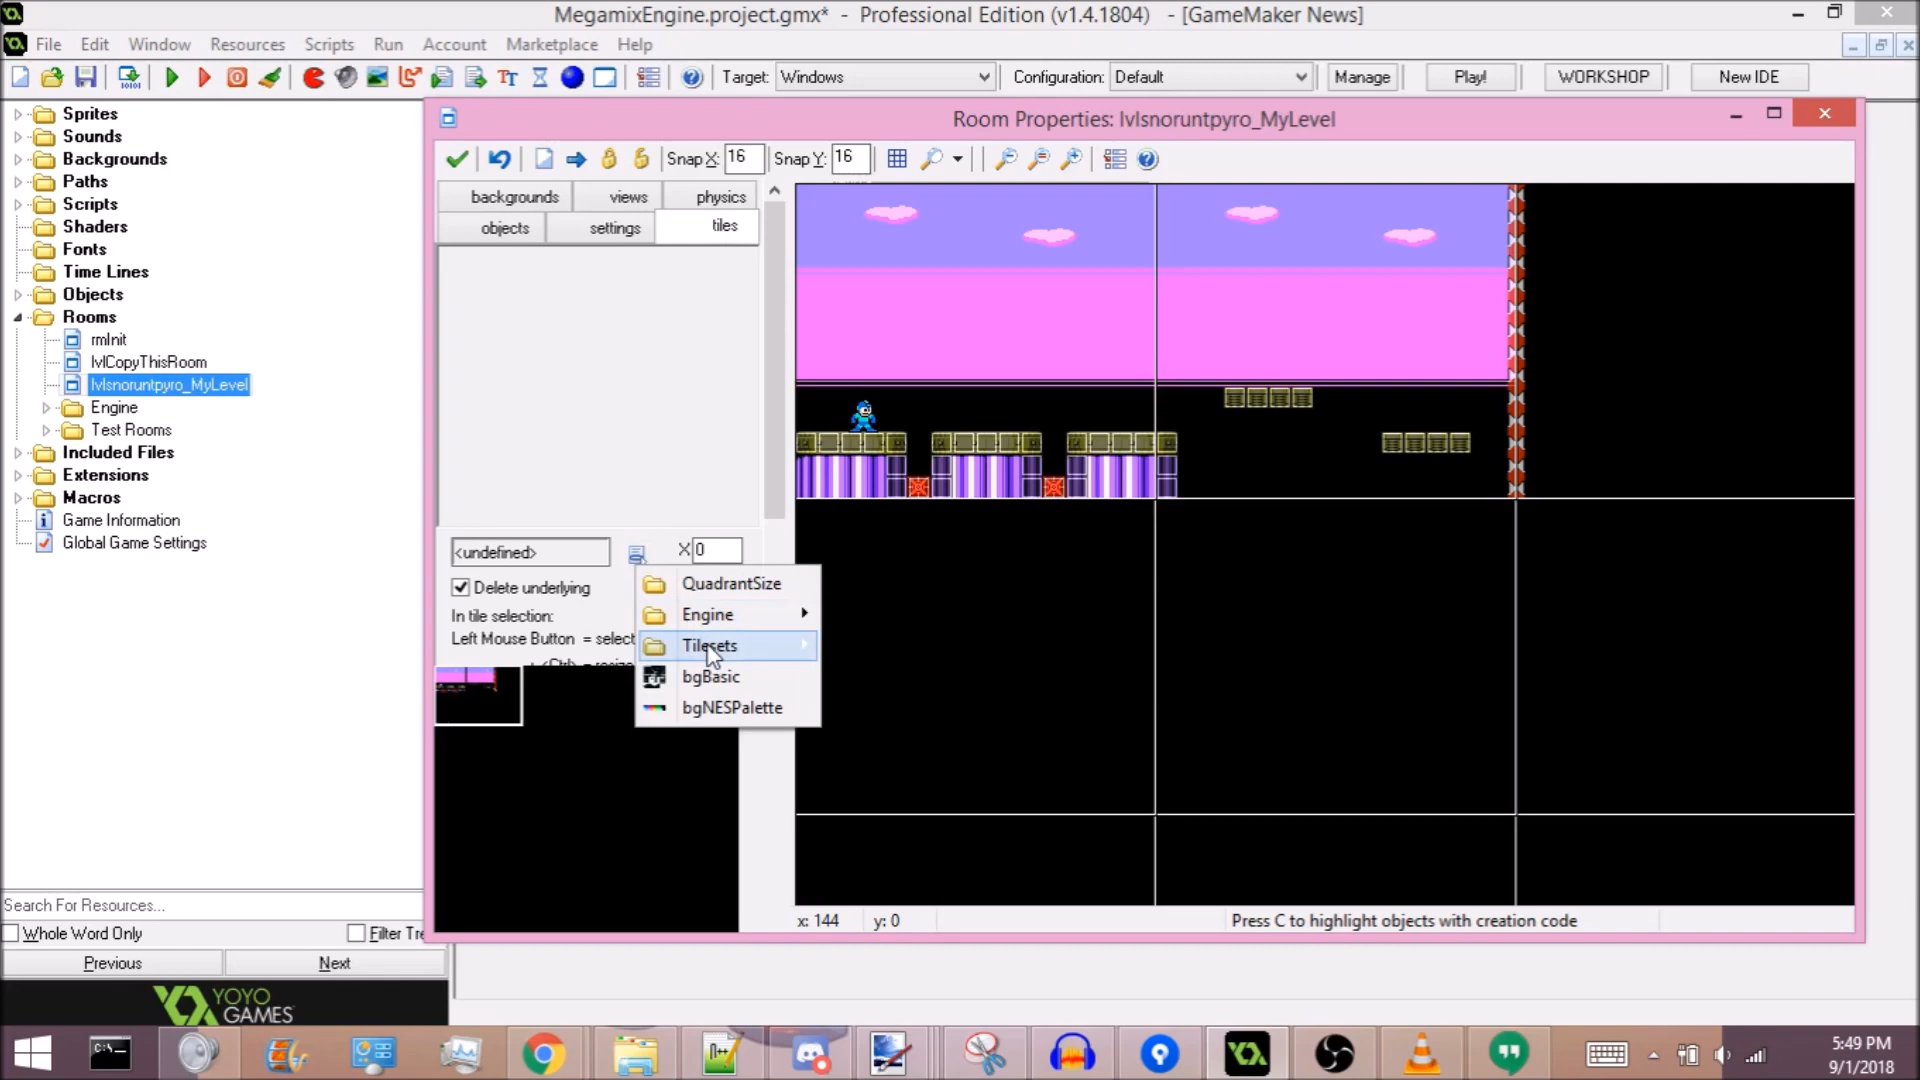 MegamixEngine.project.gmx* - Professional Edition (v1.4.1804) - [GameMaker News]
File Edit Window Resources Scripts Run Account Marketplace Help
Target: Windows Configuration: Default Manage Play! WORKSHOP New IDE
Sprites
Sounds
Backgrounds
Paths
Scripts
Shaders
Fonts
Time Lines
Objects
Rooms
rmInit
lvlCopyThisRoom
lvlsnoruntpyro_MyLevel
Engine
Test Rooms
Included Files
Extensions
Macros
Game Information
Global Game Settings
Search For Resources...
Whole Word Only Filter Tre
Previous Next
YOYO
GAMES
Room Properties: lvlsnoruntpyro_MyLevel
Snap X: 16 Snap Y: 16
backgrounds views physics
objects settings tiles
<undefined> X 0
Delete underlying
In tile selection:
Left Mouse Button = select
+ <Ctrl> = resize
QuadrantSize
Engine
Tilesets
bgBasic
bgNESPalette
x: 144 y: 0 Press C to highlight objects with creation code
C:\_
N++
5:49 PM
9/1/2018